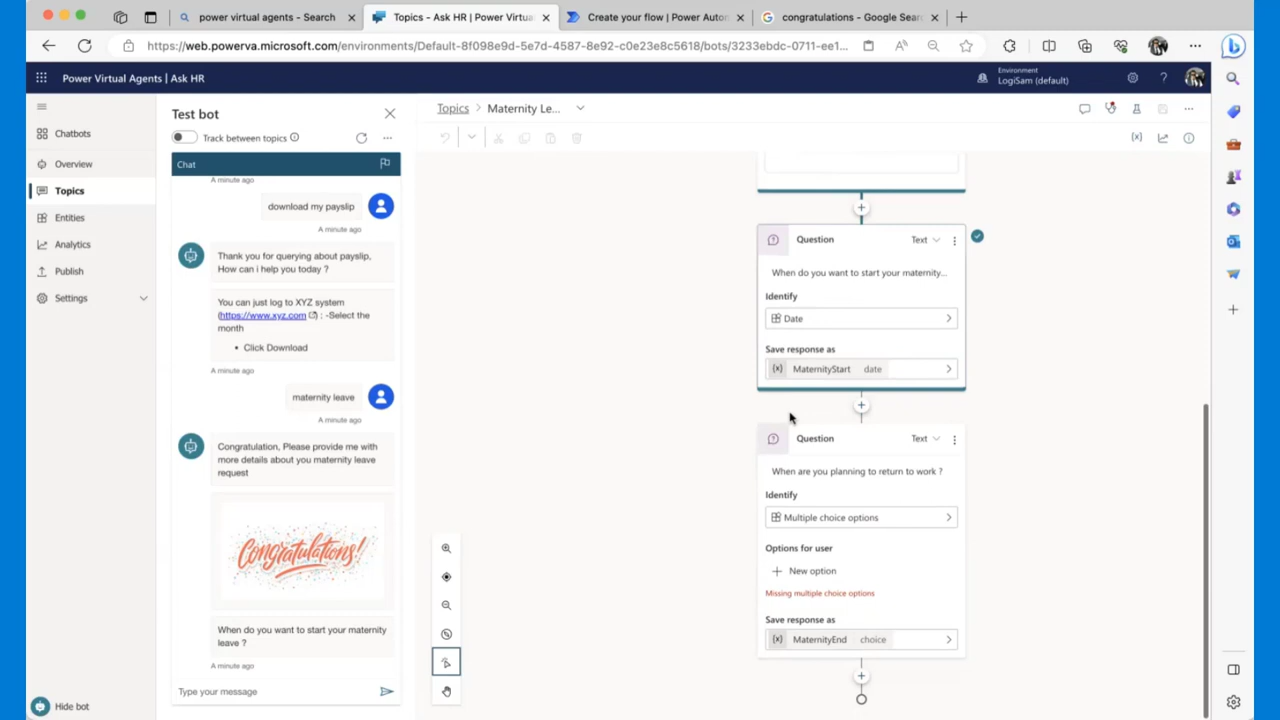 power virtual agents - Search
Topics - Ask HR | Power Virtua
Create your flow | Power Auton
congratulations - Google Sear
https://web.powerva.microsoft.com/environments/Default-8f098e9d-5e7d-4587-8e92-c0e23e8c5618/bots/3233ebdc-0711-ee1...
Power Virtual Agents | Ask HR
Environment
LogiSam (default)
Chatbots
Overview
Topics
Entities
Analytics
Publish
Settings
Hide bot
Test bot
Track between topics
Chat
A minute ago
download my payslip
A minute ago
Thank you for querying about payslip,
How can i help you today ?
You can just log to XYZ system
(https://www.xyz.com ) : -Select the
month
• Click Download
A minute ago
maternity leave
A minute ago
Congratulation, Please provide me with
more details about you maternity leave
request
Congratulations!
When do you want to start your maternity
leave ?
A minute ago
Type your message
Topics > Maternity Le...
Question
Text
When do you want to start your maternity...
Identify
Date
Save response as
{x} MaternityStart date
Question
Text
When are you planning to return to work ?
Identify
Multiple choice options
Options for user
+ New option
Missing multiple choice options
Save response as
{x} MaternityEnd choice